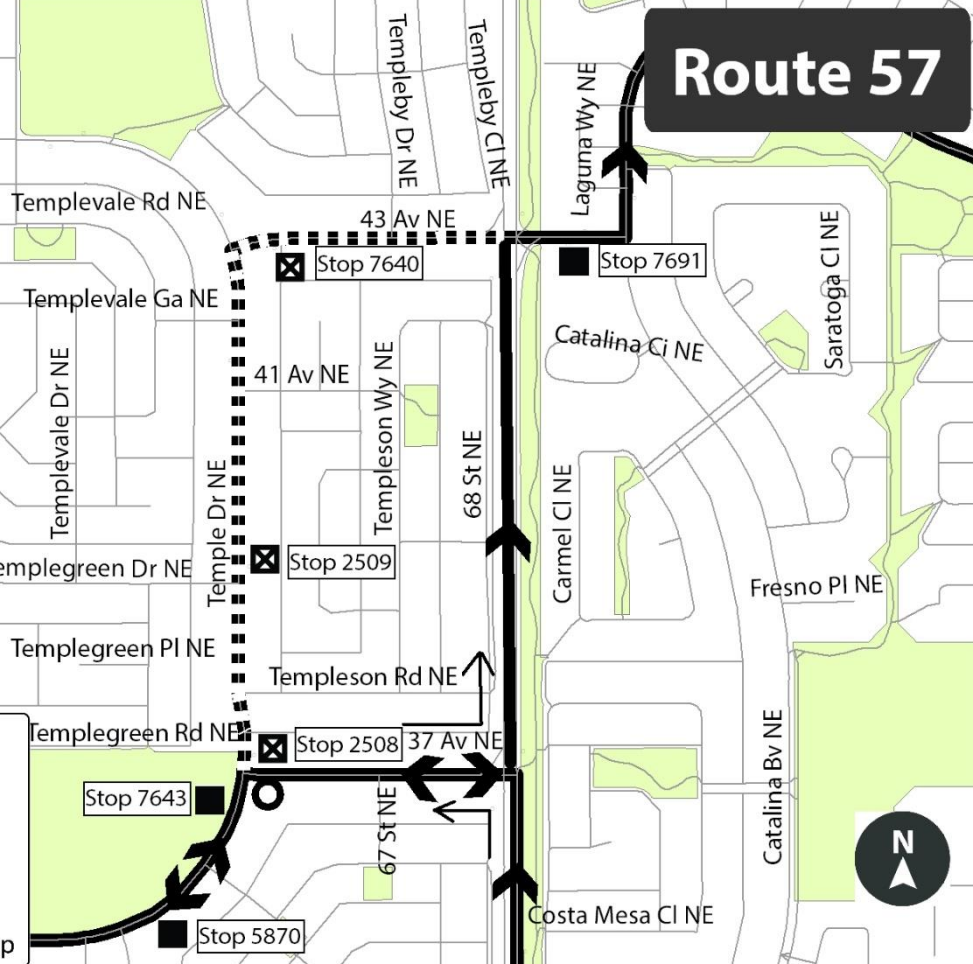 Route 57
Templeby Dr NE
Templeby Cl NE
Laguna Wy NE
Templevale Rd NE
43 Av NE
Stop 7640
Stop 7691
Saratoga Cl NE
Templevale Ga NE
Catalina Ci NE
41 Av NE
Templevale Dr NE
Templeson Wy NE
68 St NE
Temple Dr NE
Carmel Cl NE
Stop 2509
emplegreen Dr NE
Fresno Pl NE
Templegreen Pl NE
Templeson Rd NE
Templegreen Rd NE
Stop 2508
37 Av NE
Catalina Bv NE
Stop 7643
67 St NE
N
Costa Mesa Cl NE
Stop 5870
p